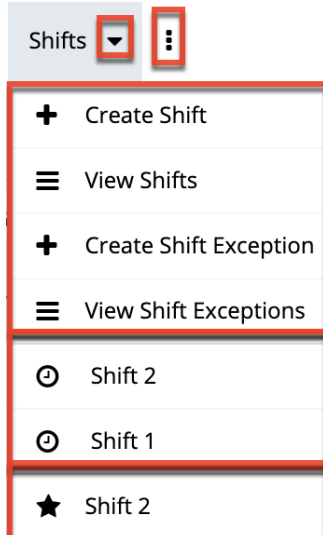 Shifts
Create Shift
View Shifts
Create Shift Exception
View Shift Exceptions
Shift 2
Shift 1
Shift 2